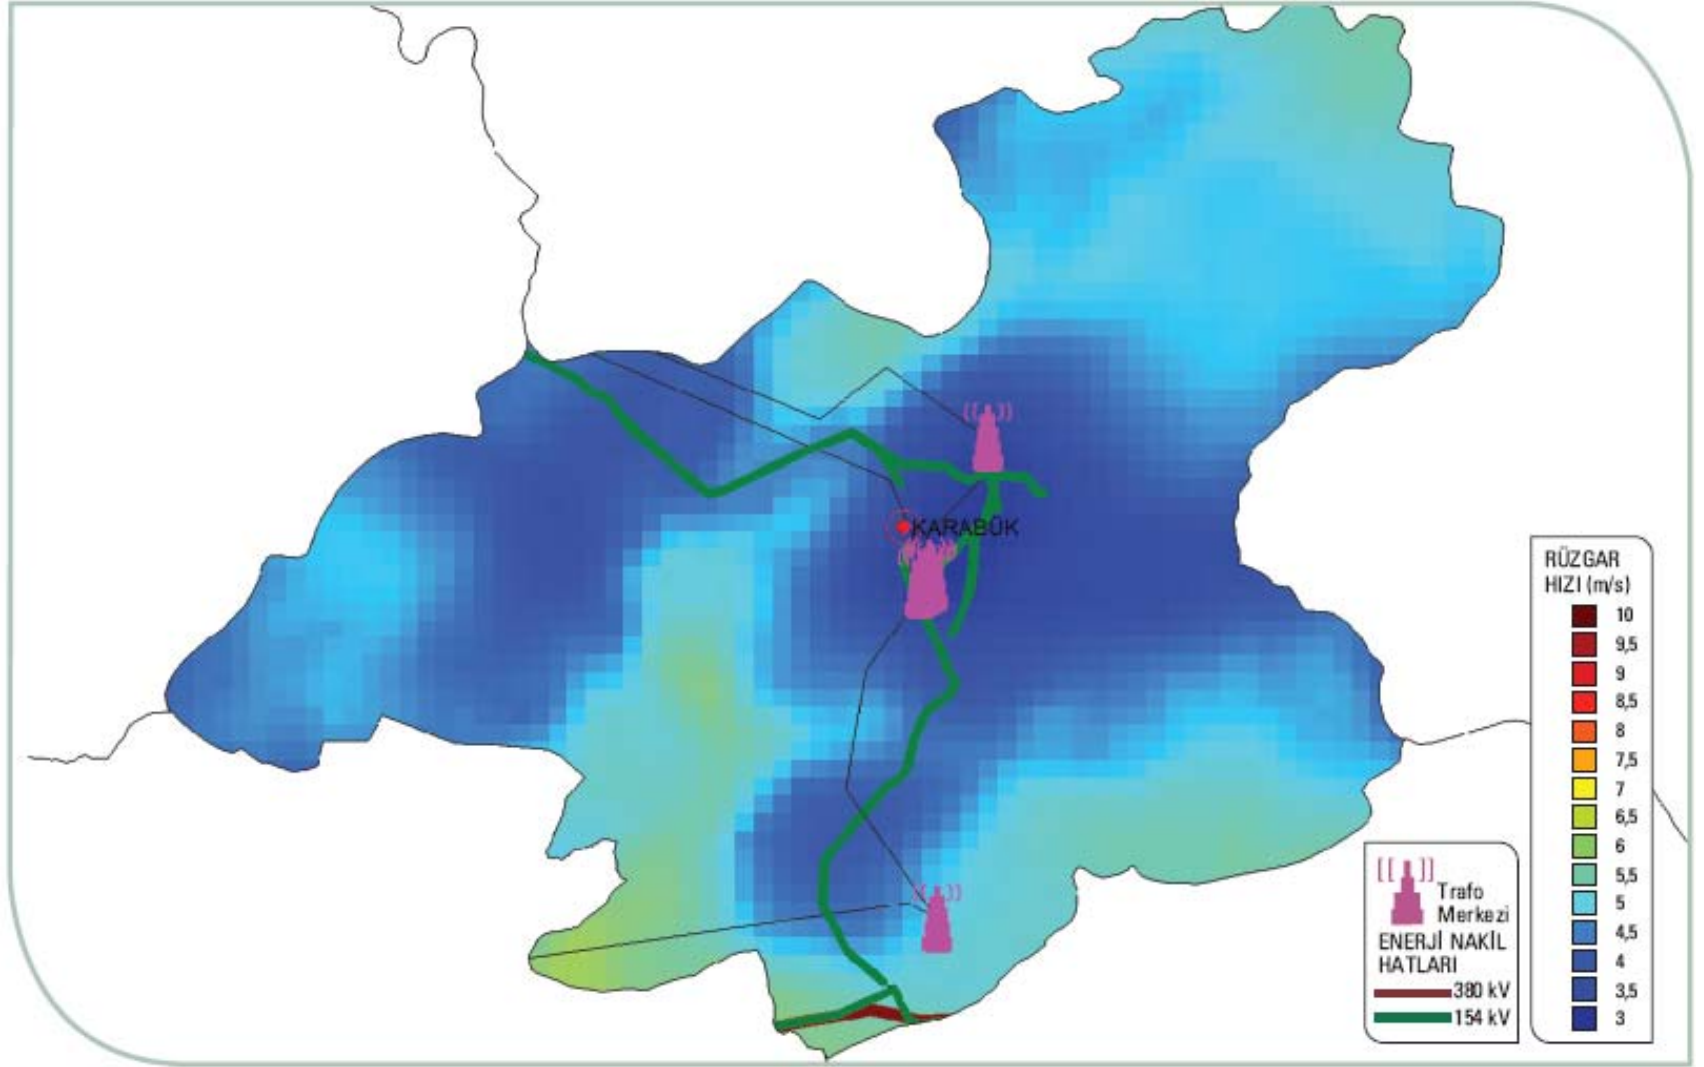 KARABÜK
RÜZGAR
HIZI (m/s)
10
9,5
9
8,5
8
7,5
7
6,5
6
5,5
5
4,5
4
3,5
3
Trafo
Merkezi
ENERJİ NAKİL
HATLARI
380 kV
154 kV